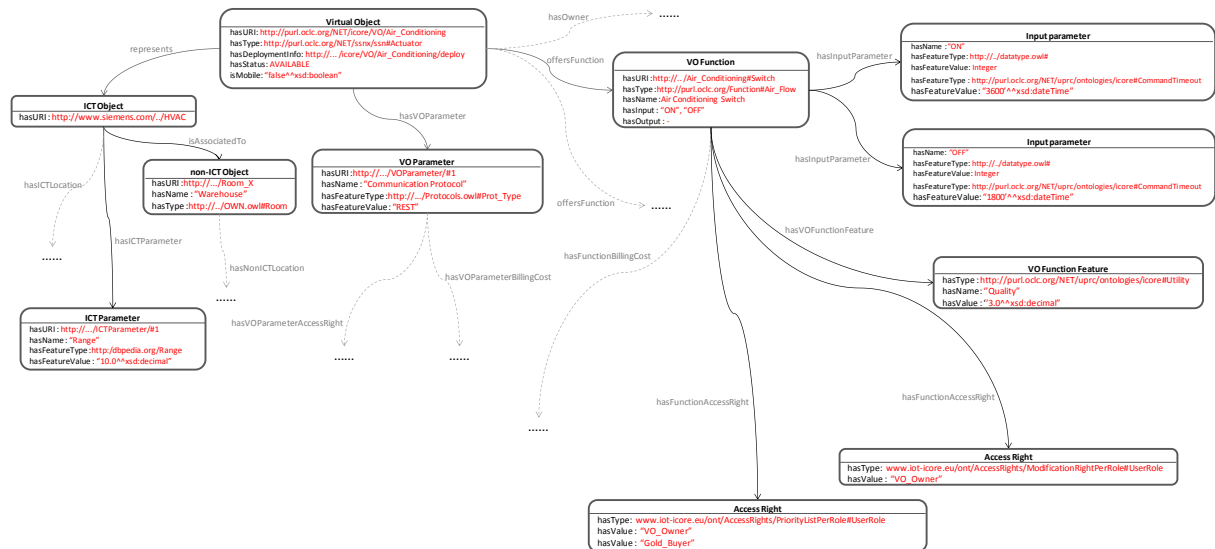 Virtual Object
hasURI: http://purl.oclc.org/NET/icore/VO/Air_Conditioning
hasType: http://purl.oclc.org/NET/ssnx/ssn#Actuator
hasDeploymentInfo: http://... /icore/VO/Air_Conditioning/deploy
hasStatus: AVAILABLE
isMobile: "false^^xsd:boolean"
hasOwner
......
represents
offersFunction
hasVOParameter
offersFunction
......
ICT Object
hasURI: http://www.siemens.com/../HVAC
isAssociatedTo
hasICTLocation
......
hasICTParameter
non-ICT Object
hasURI: http://.../Room_X
hasName: "Warehouse"
hasType: http://../OWN.owl#Room
hasNonICTLocation
......
ICT Parameter
hasURI: http://.../ICTParameter/#1
hasName: "Range"
hasFeatureType: http:/dbpedia.org/Range
hasFeatureValue: "10.0^^xsd:decimal"
VO Parameter
hasURI: http://.../VOParameter/#1
hasName: "Communication Protocol"
hasFeatureType: http://.../Protocols.owl#Prot_Type
hasFeatureValue: "REST"
hasVOParameterBillingCost
hasVOParameterAccessRight
......
......
VO Function
hasURI: http://.../Air_Conditioning#Switch
hasType: http://purl.oclc.org/Function#Air_Flow
hasName: Air Conditioning Switch
hasInput: "ON", "OFF"
hasOutput: -
hasInputParameter
hasInputParameter
hasFunctionBillingCost
......
hasVOFunctionFeature
hasFunctionAccessRight
hasFunctionAccessRight
Input parameter
hasName: "ON"
hasFeatureType: http://../datatype.owl#
hasFeatureValue: Integer
hasFeatureType: http://purl.oclc.org/NET/uprc/ontologies/icore#CommandTimeout
hasFeatureValue: "3600'^^xsd:dateTime"
Input parameter
hasName: "OFF"
hasFeatureType: http://../datatype.owl#
hasFeatureValue: Integer
hasFeatureType: http://purl.oclc.org/NET/uprc/ontologies/icore#CommandTimeout
hasFeatureValue: "1800'^^xsd:dateTime"
VO Function Feature
hasType: http://purl.org/NET/uprc/ontologies/icore#Utility
hasName: "Quality"
hasValue: "3.0^^xsd:decimal"
Access Right
hasType: www.iot-icore.eu/ont/AccessRights/ModificationRightPerRole#UserRole
hasValue: "VO_Owner"
Access Right
hasType: www.iot-icore.eu/ont/AccessRights/PriorityListPerRole#UserRole
hasValue: "VO_Owner"
hasValue: "Gold_Buyer"